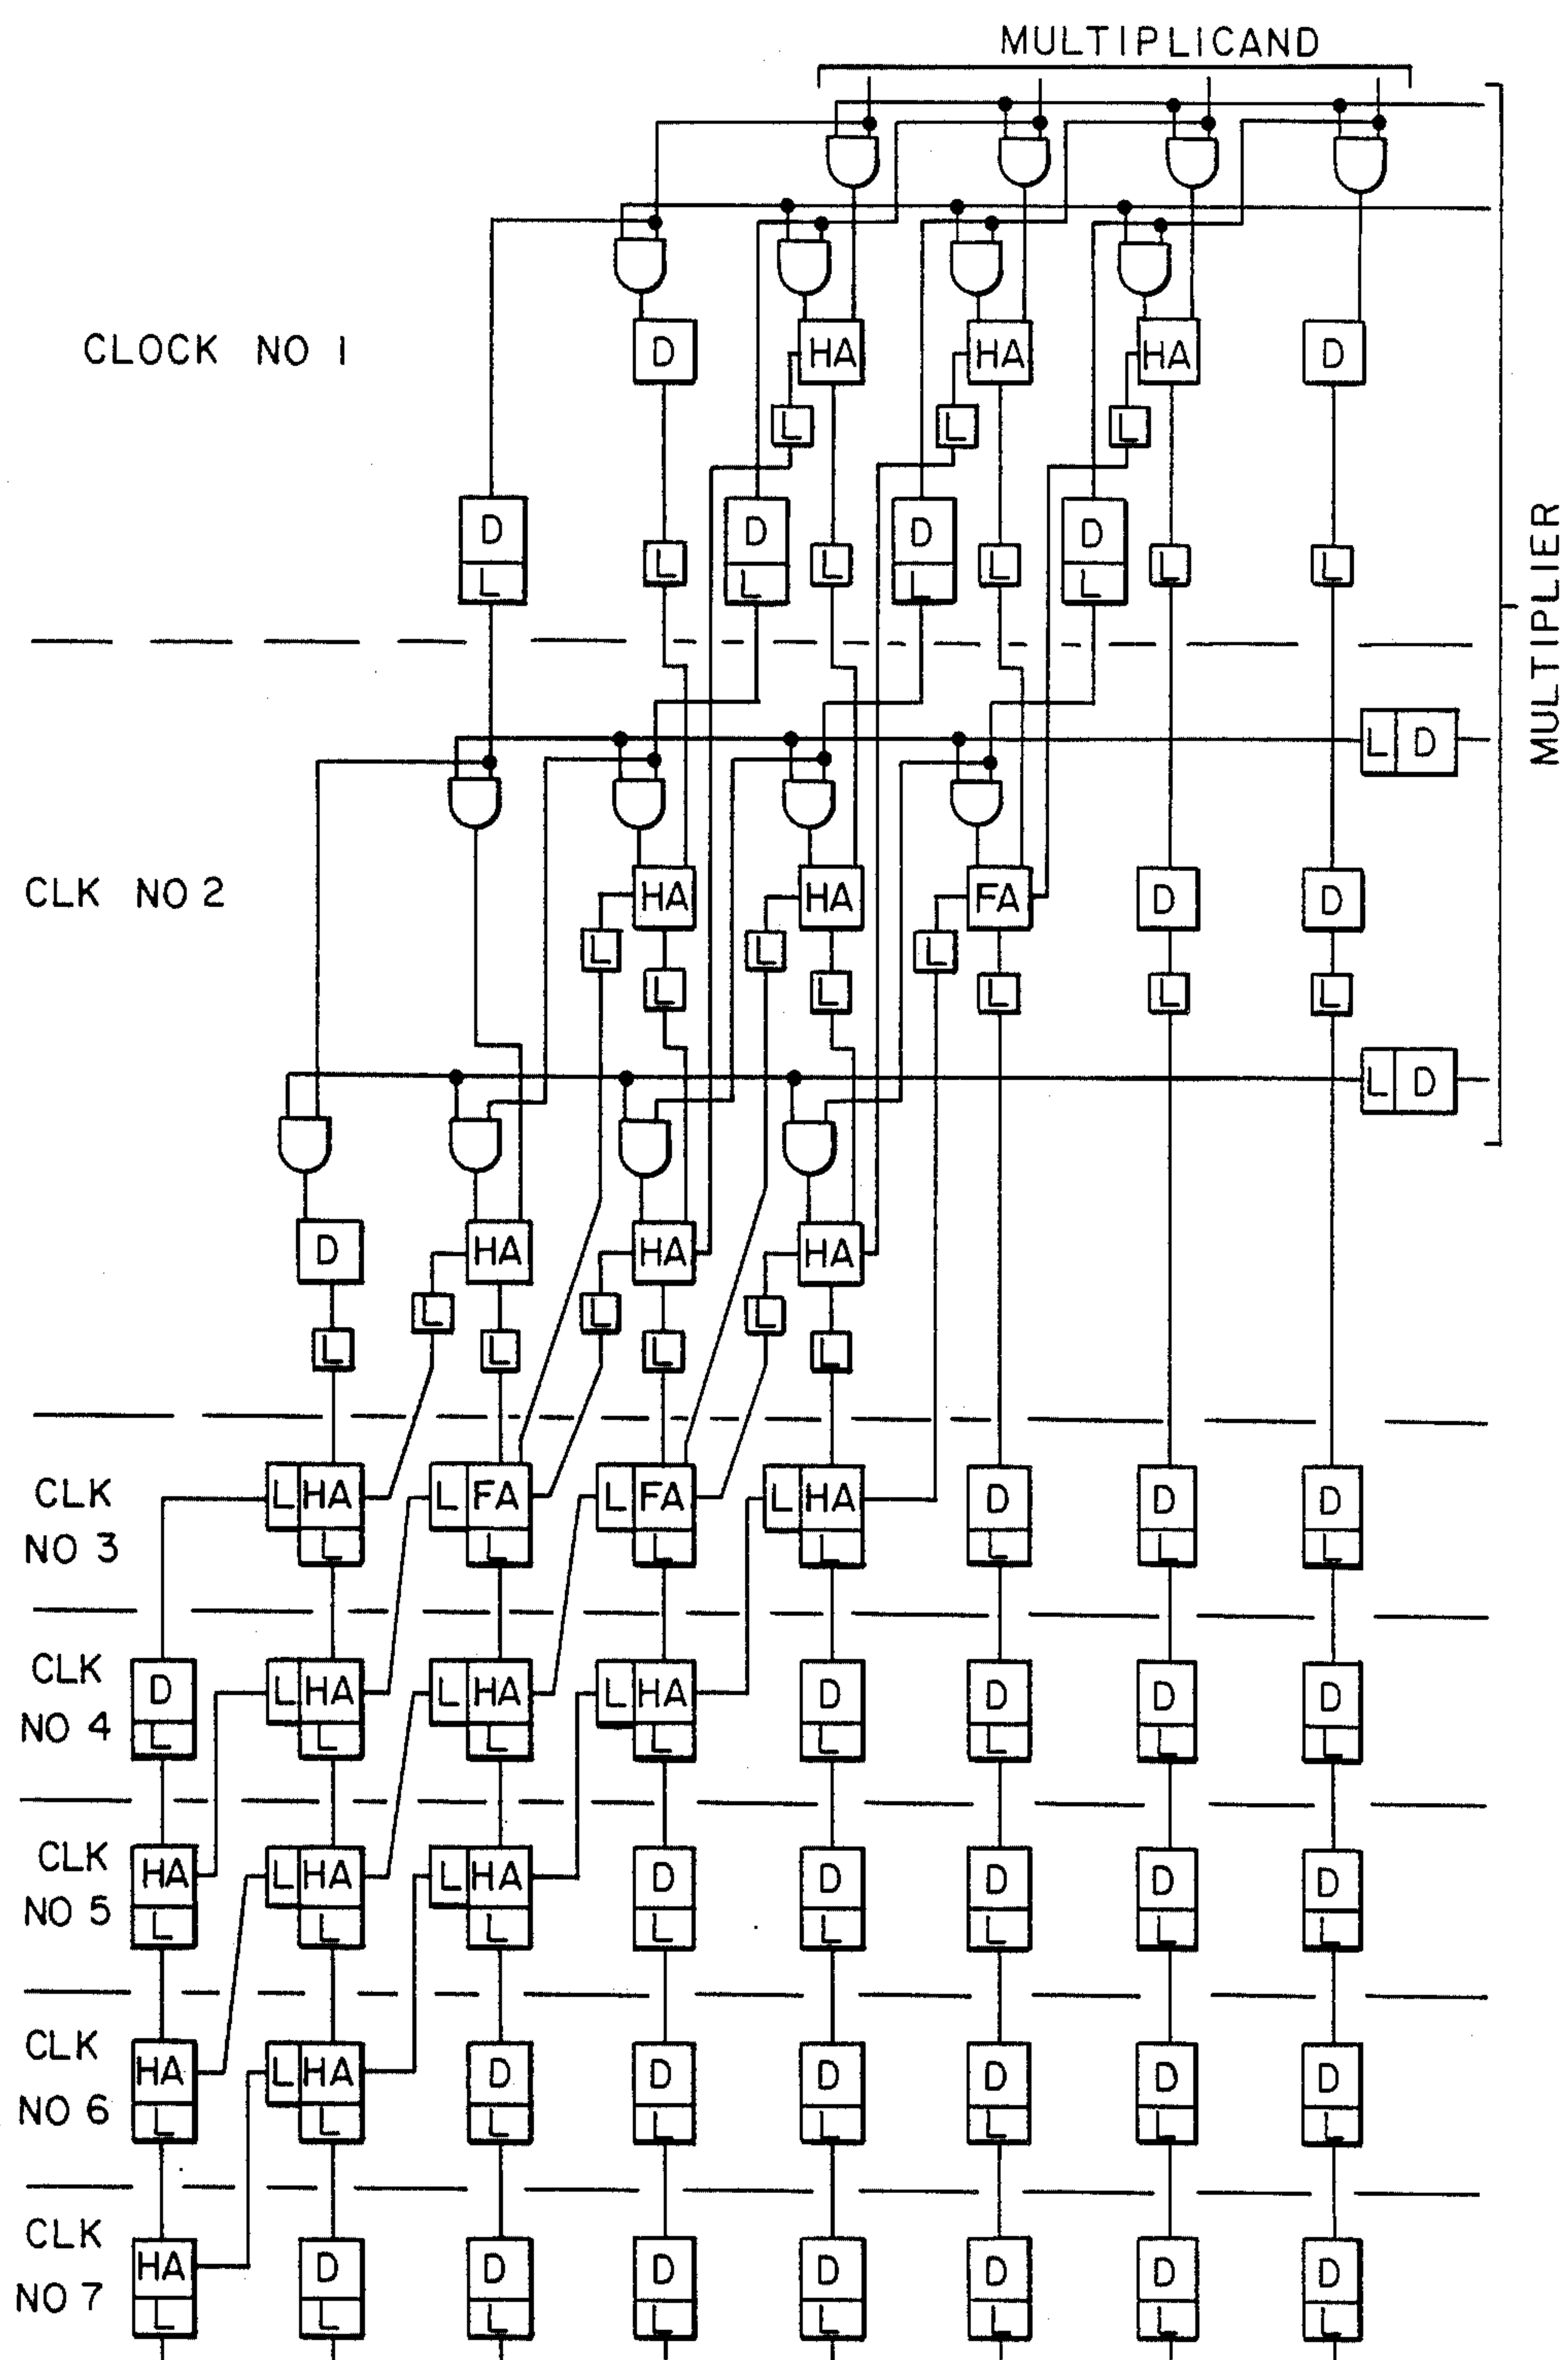 MULTIPLICAND
CLOCK NO 1
D HA HA HA D
L L L
D D D D
L L L L L L L L
MULTIPLIER
L D
CLK NO 2
HA HA FA D D
L L L
L L L L L
L D
D HA HA HA
L L L
L L L L
CLK
NO 3
L HA L FA L FA L HA D D D
L L L L L L L
CLK
NO 4
D L HA L HA L HA D D D D
L L L L L L L L
CLK
NO 5
HA L HA L HA D D D D D
L L L L L L L L
CLK
NO 6
HA L HA D D D D D D
L L L L L L L L
CLK
NO 7
HA D D D D D D D
L L L L L L L L